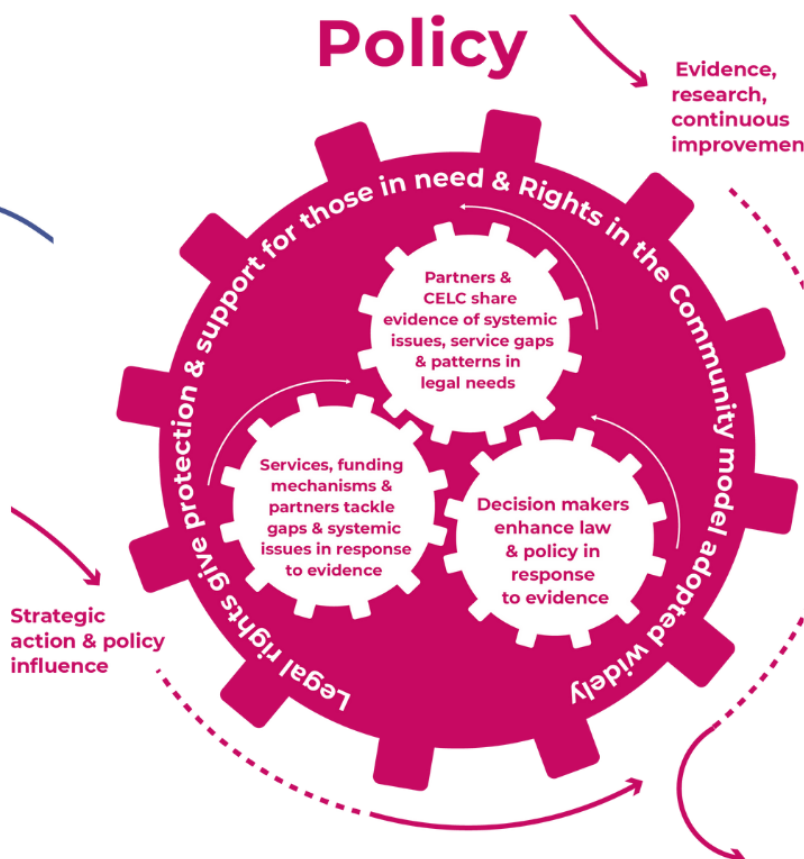 Policy
Evidence,
research,
continuous
improvemen
Legal rights give protection & support for those in need & Rights in the Community model adopted widely
Partners &
CELC share
evidence of systemic
issues, service gaps
& patterns in
legal needs
Services, funding
mechanisms &
partners tackle
gaps & systemic
issues in response
to evidence
Decision makers
enhance law
& policy in
response
to evidence
Strategic
action & policy
influence